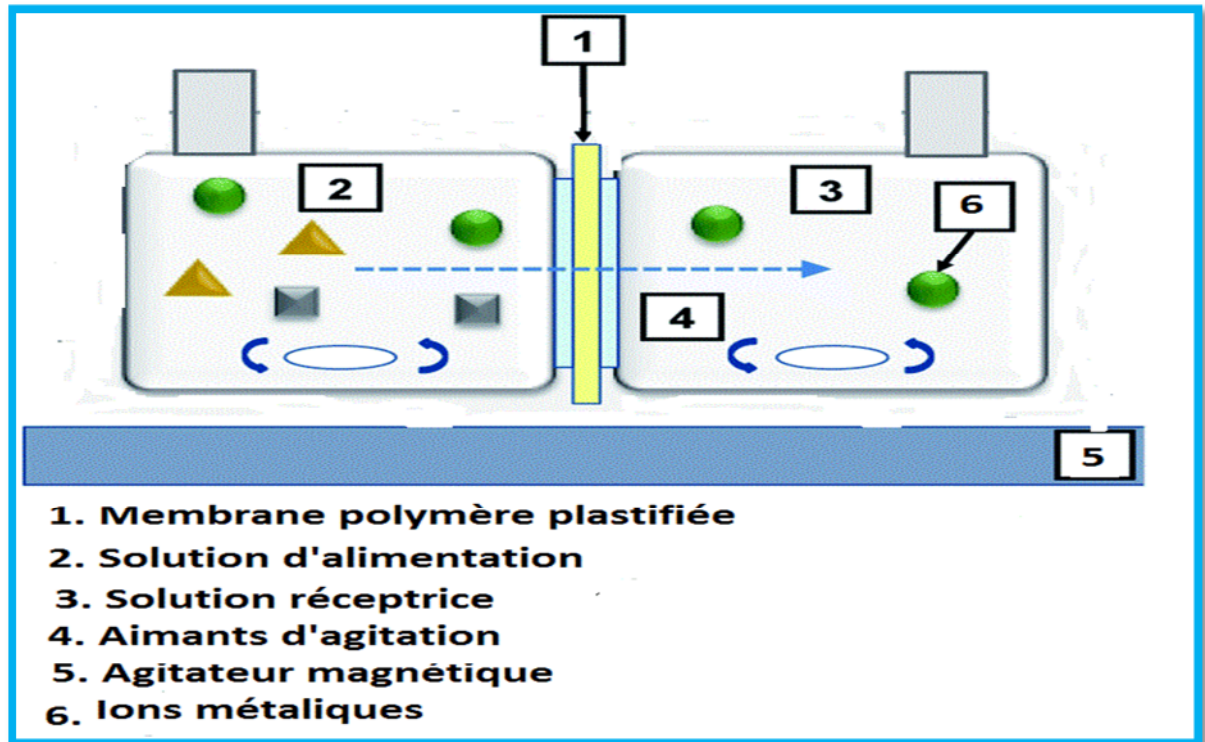 1
2
3
6
4
5
1. Membrane polymère plastifiée
2. Solution d'alimentation
3. Solution réceptrice
4. Aimants d'agitation
5. Agitateur magnétique
6. Ions métaliques